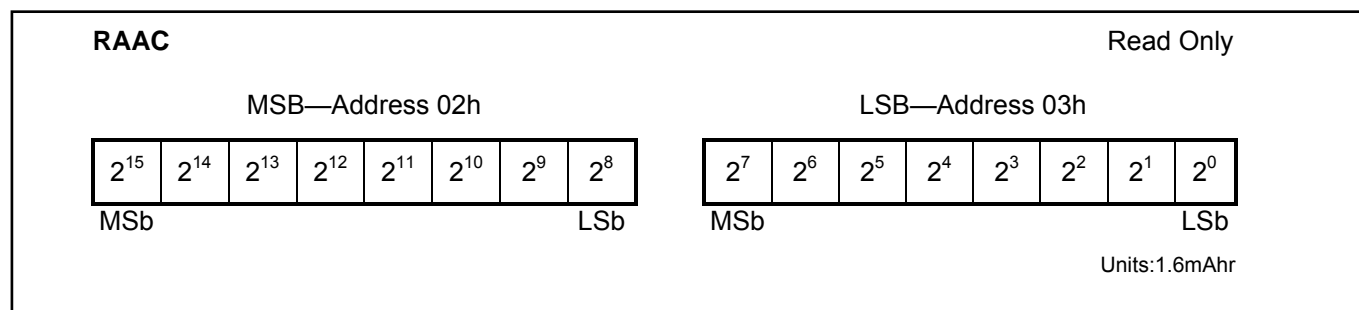 RAAC Read Only
MSB—Address 02h LSB—Address 03h
2^15 2^14 2^13 2^12 2^11 2^10 2^9 2^8 2^7 2^6 2^5 2^4 2^3 2^2 2^1 2^0
MSb LSb MSb LSb
Units:1.6mAhr